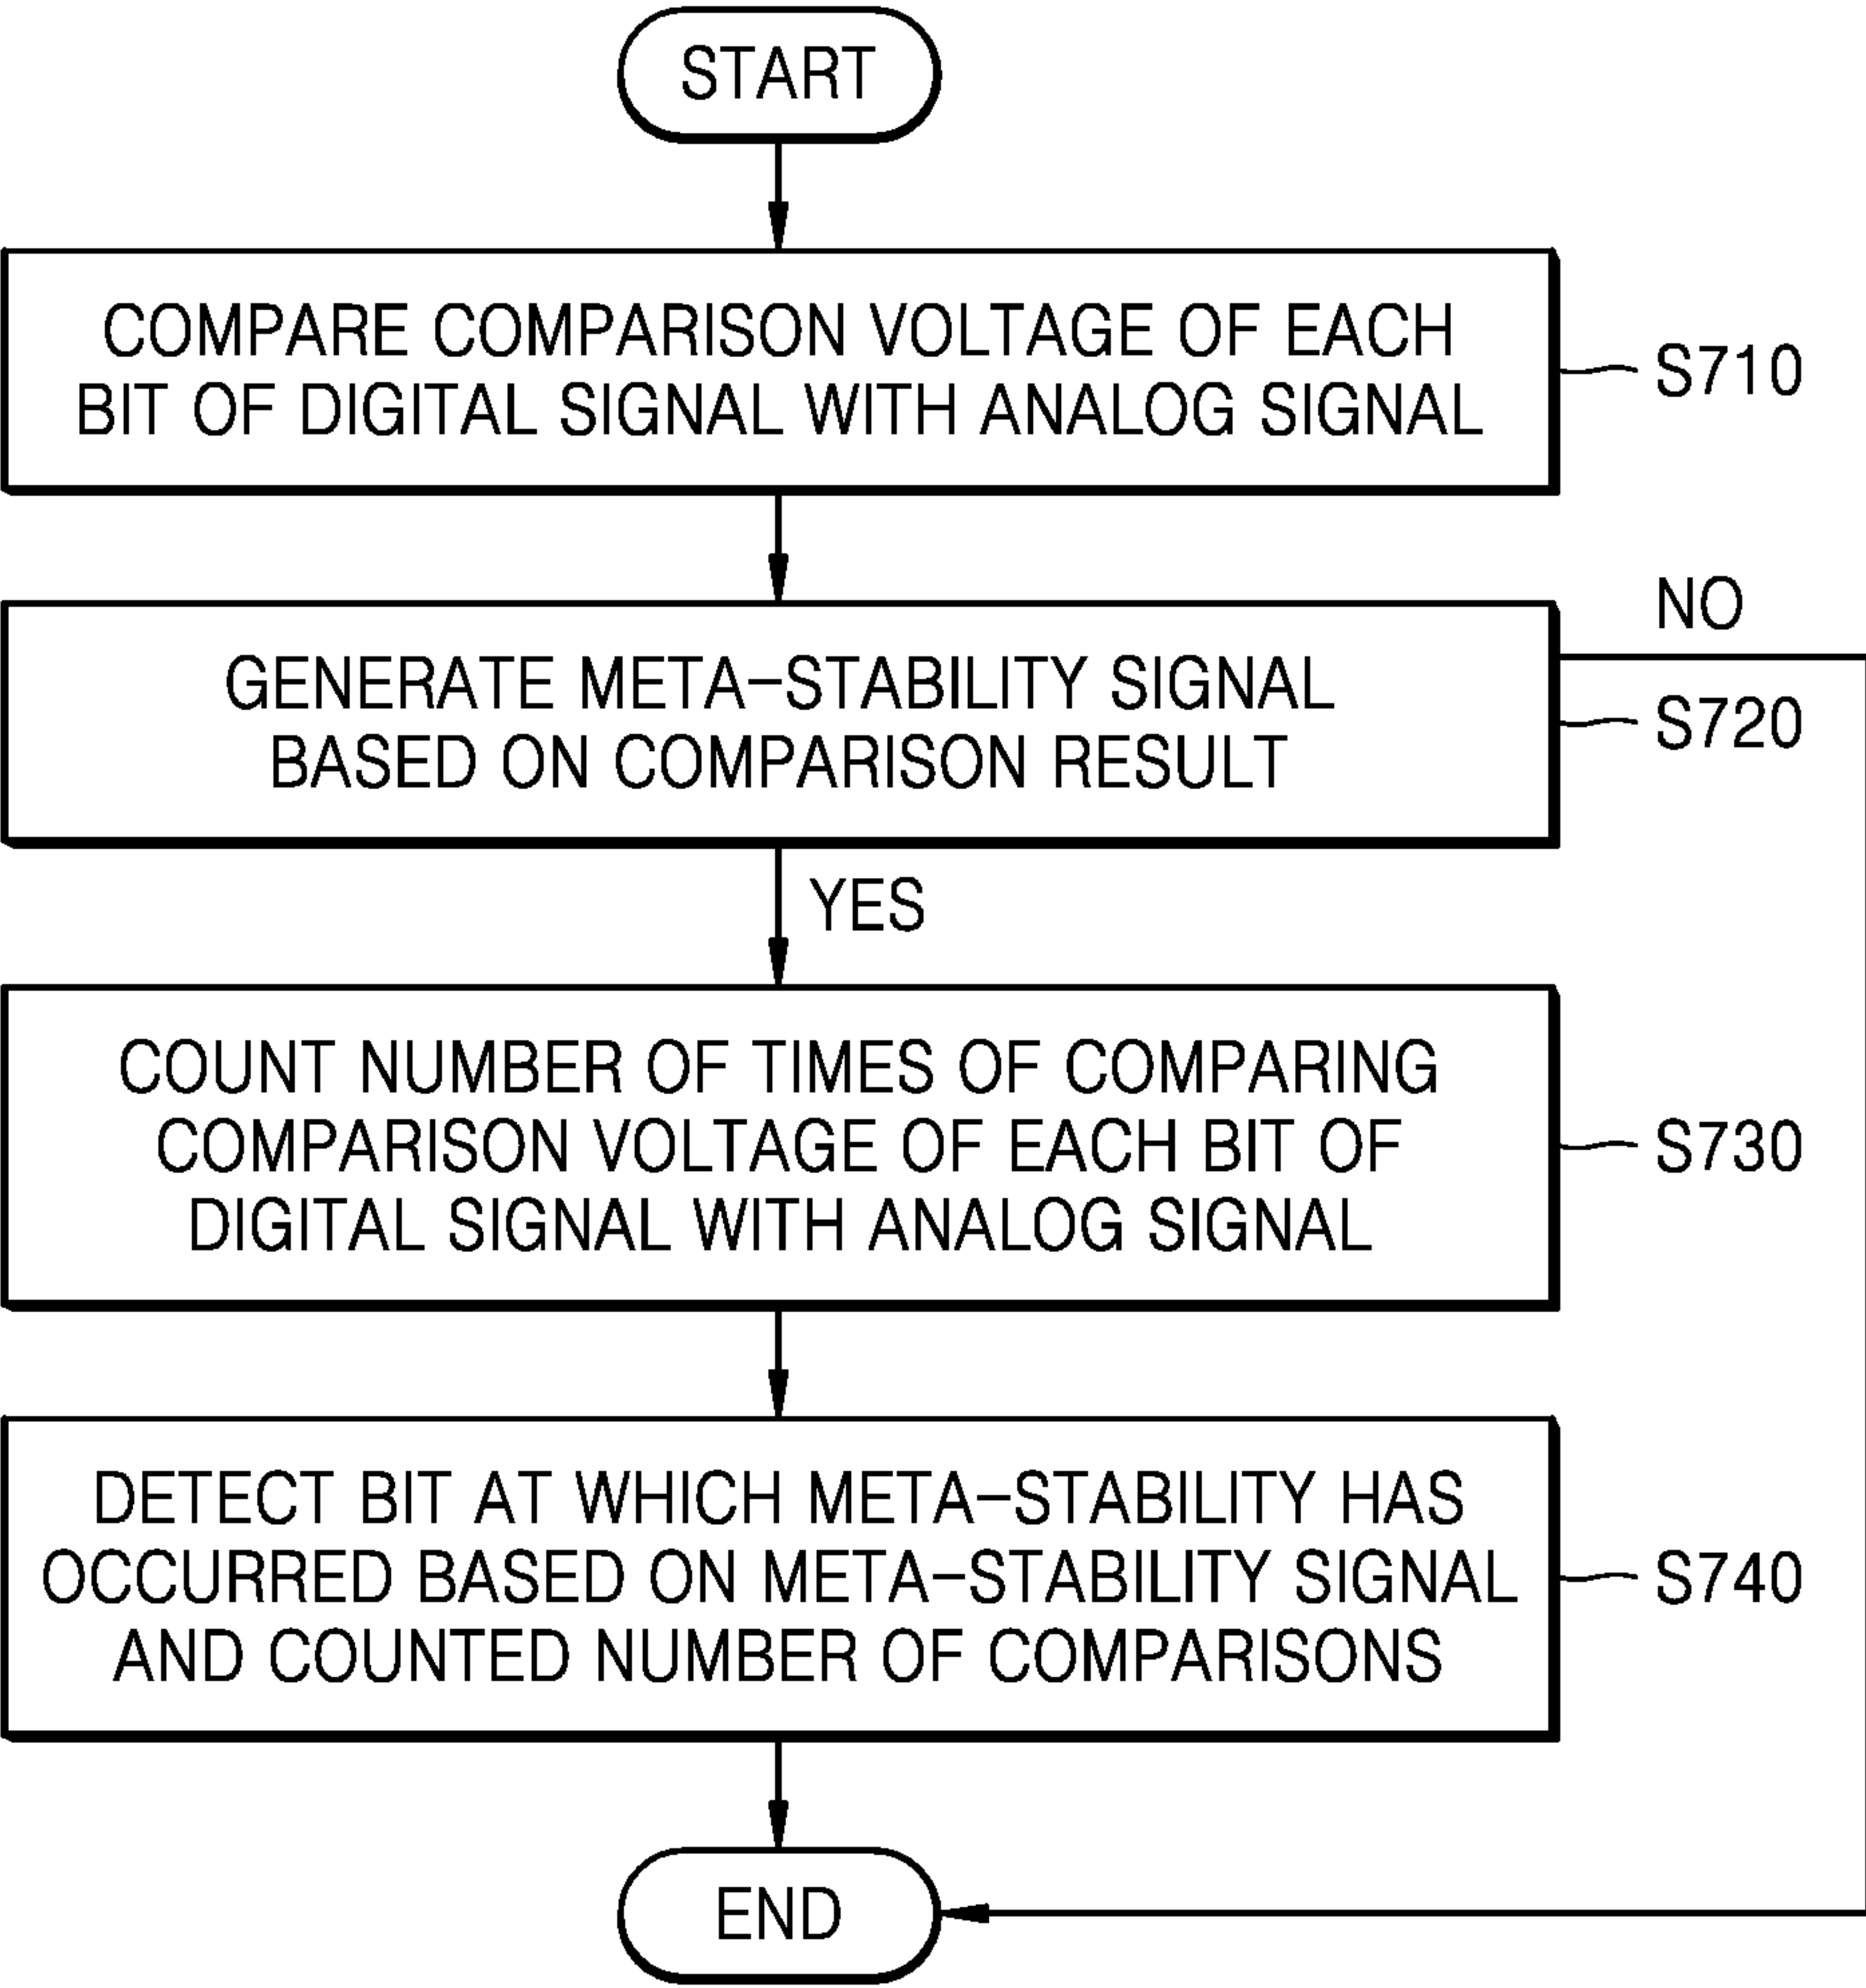 START
COMPARE COMPARISON VOLTAGE OF EACH
BIT OF DIGITAL SIGNAL WITH ANALOG SIGNAL
S710
NO
GENERATE META-STABILITY SIGNAL
BASED ON COMPARISON RESULT
S720
YES
COUNT NUMBER OF TIMES OF COMPARING
COMPARISON VOLTAGE OF EACH BIT OF
DIGITAL SIGNAL WITH ANALOG SIGNAL
S730
DETECT BIT AT WHICH META-STABILITY HAS
OCCURRED BASED ON META-STABILITY SIGNAL
AND COUNTED NUMBER OF COMPARISONS
S740
END